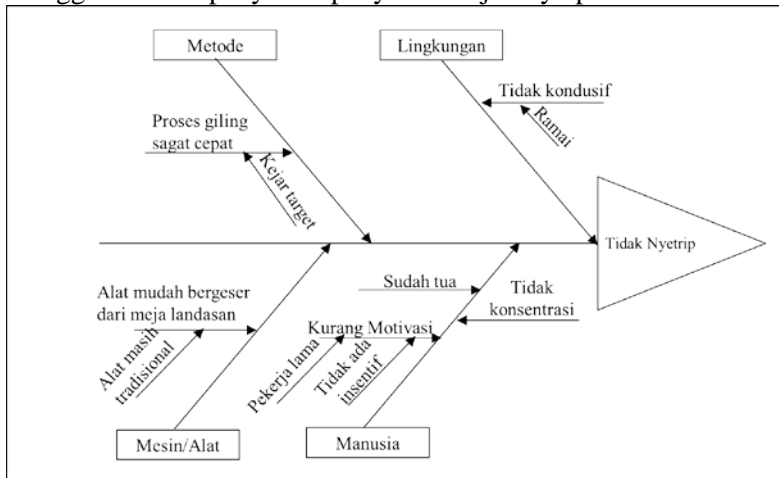 Metode
Lingkungan
Tidak kondusif
Ramai
Proses giling
sagat cepat
Kejar target
Tidak Nyetrip
Sudah tua
Tidak
konsentrasi
Alat mudah bergeser
dari meja landasan
Kurang Motivasi
Alat masih
tradisional
Pekerja lama
Tidak ada
insentif
Mesin/Alat
Manusia